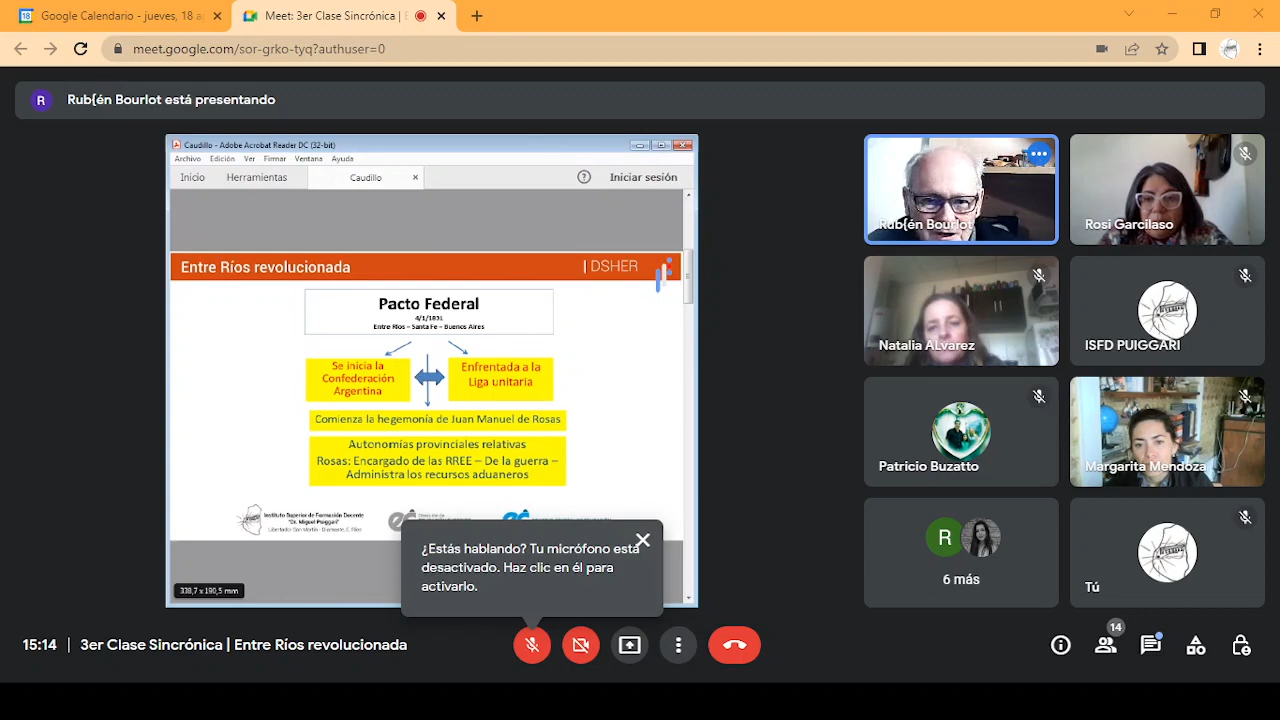 Google Calendario - jueves, 18 a
Meet: 3er Clase Sincrónica | E
meet.google.com/sor-grko-tyq?authuser=0
R
Rub{én Bourlot está presentando
Caudillo - Adobe Acrobat Reader DC (32-bit)
Archivo Edición Ver Firmar Ventana Ayuda
Inicio Herramientas Caudillo Iniciar sesión
Entre Ríos revolucionada
| DSHER
Pacto Federal
4/1/1831
Entre Ríos – Santa Fe – Buenos Aires
Se inicia la
Confederación
Argentina
Enfrentada a la
Liga unitaria
Comienza la hegemonía de Juan Manuel de Rosas
Autonomías provinciales relativas
Rosas: Encargado de las RREE – De la guerra –
Administra los recursos aduaneros
Instituto Superior de Formación Docente
"Dr. Miguel Puiggari"
Libertador San Martín - Diamante, E. Ríos
338,7 x 190,5 mm
¿Estás hablando? Tu micrófono está
desactivado. Haz clic en él para
activarlo.
Rub{én Bourlot
Rosi Garcilaso
Natalia ALvarez
ISFD PUIGGARI
Patricio Buzatto
Margarita Mendoza
R
6 más
Tú
15:14 | 3er Clase Sincrónica | Entre Ríos revolucionada
14